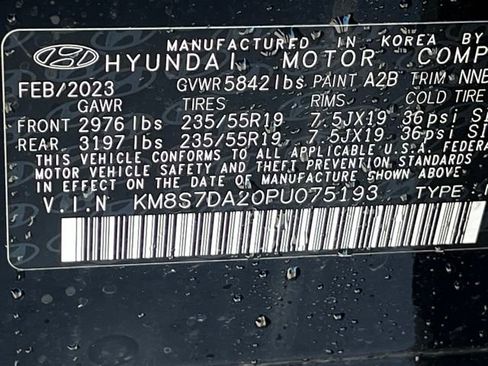 MANUFACTURED IN KOREA BY
HYUNDAI MOTOR COMP
FEB/2023 GVWR 5842 lbs PAINT A2B TRIM NNB
GAWR TIRES RIMS COLD TIRE
FRONT 2976 lbs 235/55R19 7.5JX19 36psi
REAR 3197 lbs 235/55R19 7.5JX19 36psi
THIS VEHICLE CONFORMS TO ALL APPLICABLE U.S.A. FEDERA
MOTOR VEHICLE SAFETY AND THEFT PREVENTION STANDARDS
IN EFFECT ON THE DATE OF MANUFACTURE SHOWN ABOVE.
V.I.N KM8S7DA20PU075193 TYPE :